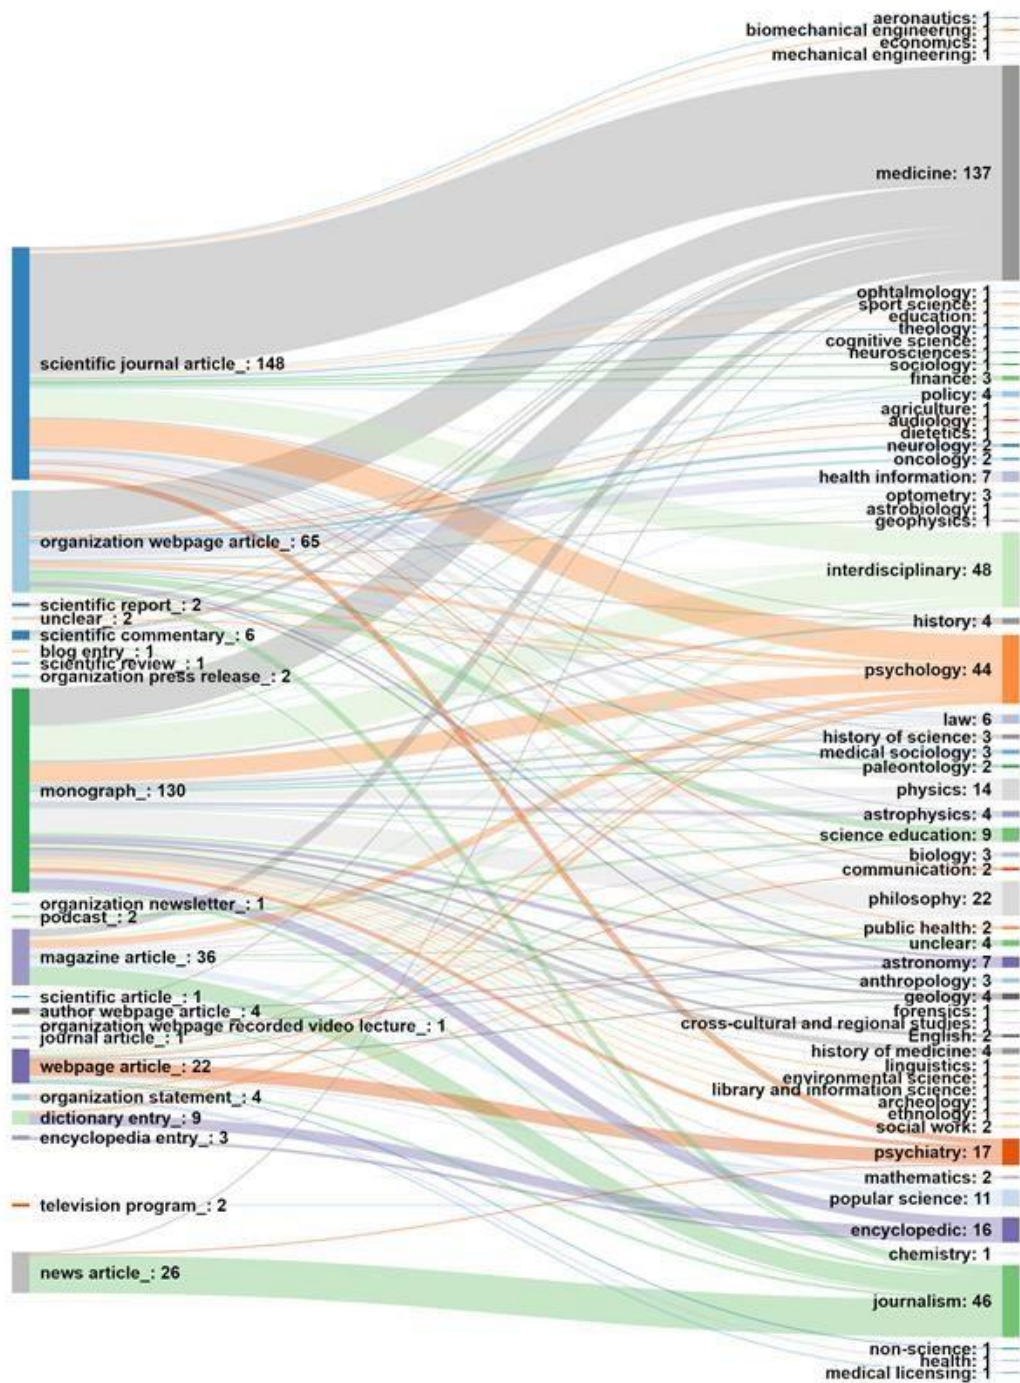 scientific journal article_: 148
organization webpage article_: 65
scientific report_: 2
unclear_: 2
scientific commentary_: 6
blog entry_: 1
scientific review_: 1
organization press release_: 2
monograph_: 130
organization newsletter_: 1
podcast_: 2
magazine article_: 36
scientific article_: 1
author webpage article_: 4
organization webpage recorded video lecture_: 1
journal article_: 1
webpage article_: 22
organization statement_: 4
dictionary entry_: 9
encyclopedia entry_: 3
television program_: 2
news article_: 26
aeronautics: 1
biomechanical engineering: 1
economics: 1
mechanical engineering: 1
medicine: 137
ophtalmology: 1
sport science: 1
education: 1
theology: 1
cognitive science: 1
neurosciences: 1
sociology: 1
finance: 3
policy: 4
agriculture: 1
audiology: 1
dietetics: 1
neurology: 2
oncology: 2
health information: 7
optometry: 3
astrobiology: 1
geophysics: 1
interdisciplinary: 48
history: 4
psychology: 44
law: 6
history of science: 3
medical sociology: 3
paleontology: 2
physics: 14
astrophysics: 4
science education: 9
biology: 3
communication: 2
philosophy: 22
public health: 2
unclear: 4
astronomy: 7
anthropology: 3
geology: 4
forensics: 1
cross-cultural and regional studies: 1
English: 2
history of medicine: 4
linguistics: 1
environmental science: 1
library and information science: 1
archeology: 1
ethnology: 1
social work: 2
psychiatry: 17
mathematics: 2
popular science: 11
encyclopedic: 16
chemistry: 1
journalism: 46
non-science: 1
health: 1
medical licensing: 1